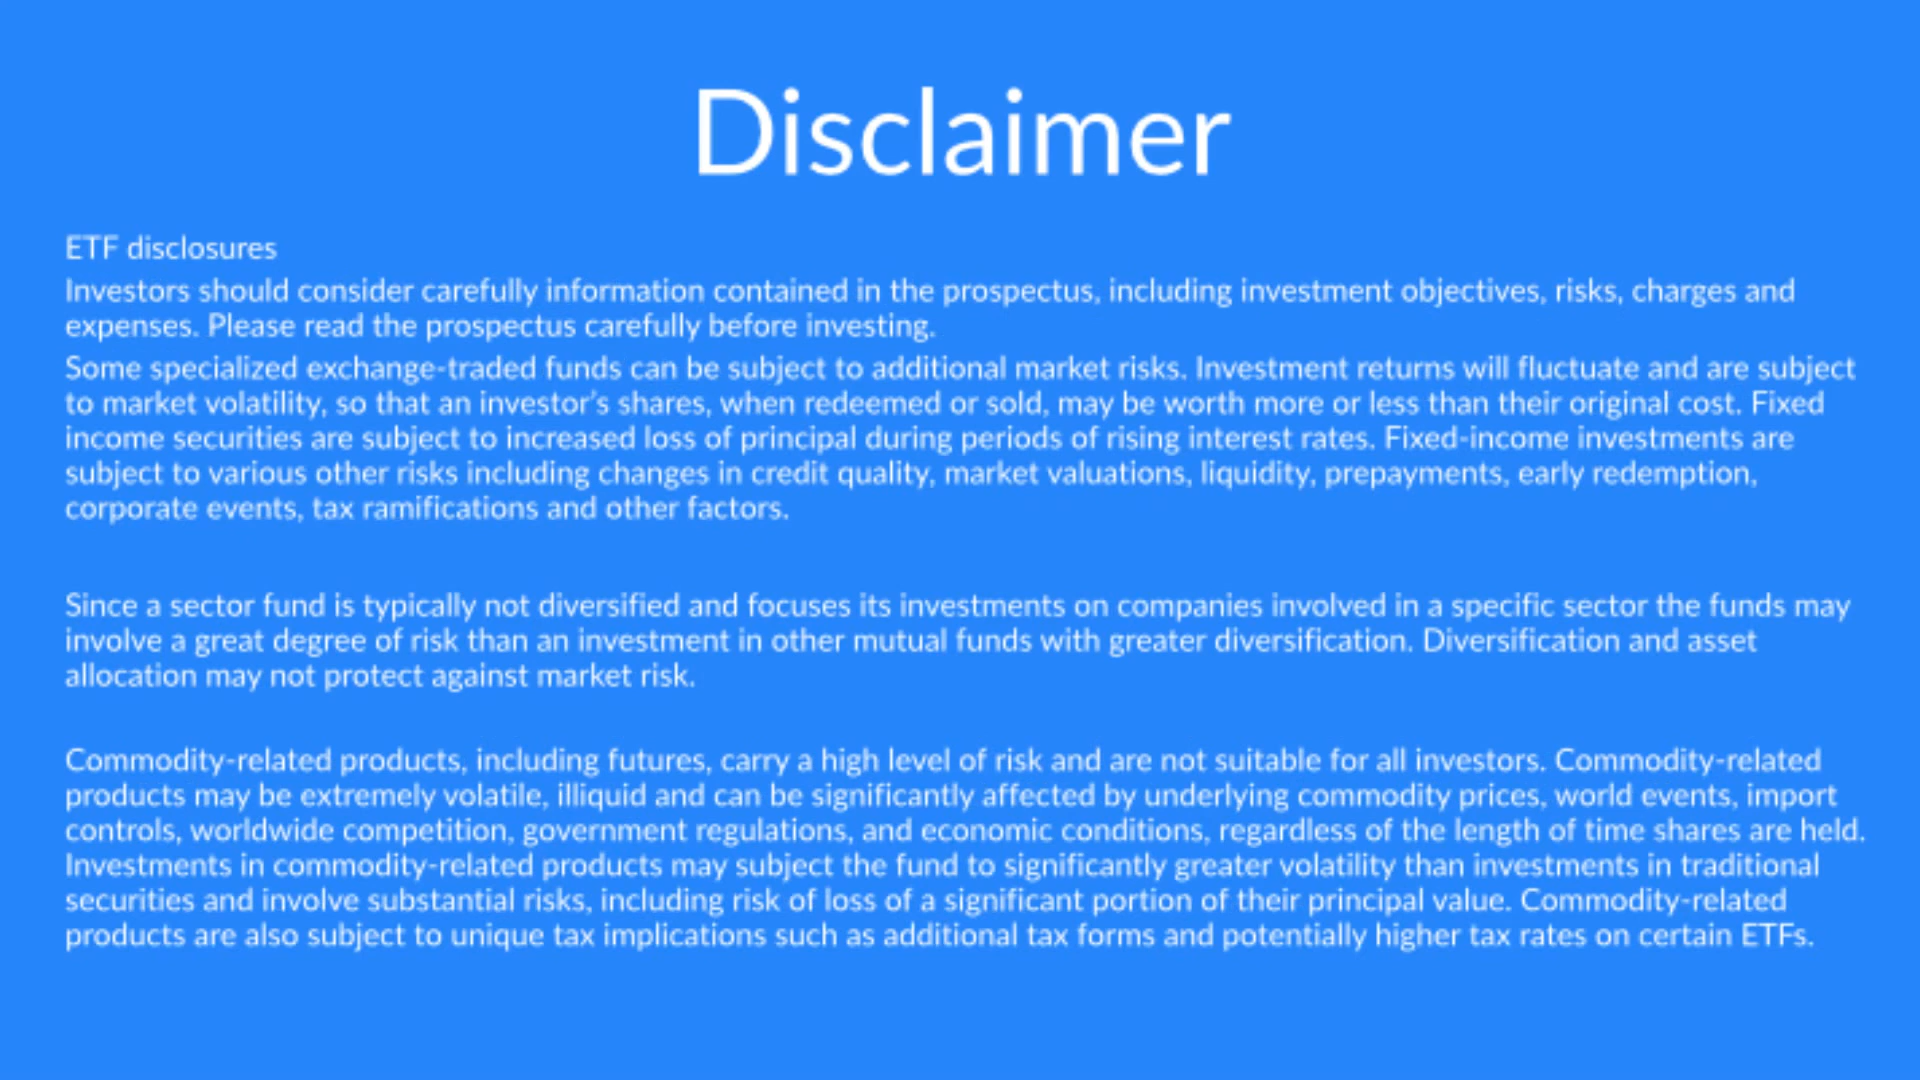 Disclaimer
ETF disclosures
Investors should consider carefully information contained in the prospectus, including investment objectives, risks, charges and
expenses. Please read the prospectus carefully before investing.
Some specialized exchange-traded funds can be subject to additional market risks. Investment returns will fluctuate and are subject
to market volatility, so that an investor’s shares, when redeemed or sold, may be worth more or less than their original cost. Fixed
income securities are subject to increased loss of principal during periods of rising interest rates. Fixed-income investments are
subject to various other risks including changes in credit quality, market valuations, liquidity, prepayments, early redemption,
corporate events, tax ramifications and other factors.
Since a sector fund is typically not diversified and focuses its investments on companies involved in a specific sector the funds may
involve a great degree of risk than an investment in other mutual funds with greater diversification. Diversification and asset
allocation may not protect against market risk.
Commodity-related products, including futures, carry a high level of risk and are not suitable for all investors. Commodity-related
products may be extremely volatile, illiquid and can be significantly affected by underlying commodity prices, world events, import
controls, worldwide competition, government regulations, and economic conditions, regardless of the length of time shares are held.
Investments in commodity-related products may subject the fund to significantly greater volatility than investments in traditional
securities and involve substantial risks, including risk of loss of a significant portion of their principal value. Commodity-related
products are also subject to unique tax implications such as additional tax forms and potentially higher tax rates on certain ETFs.